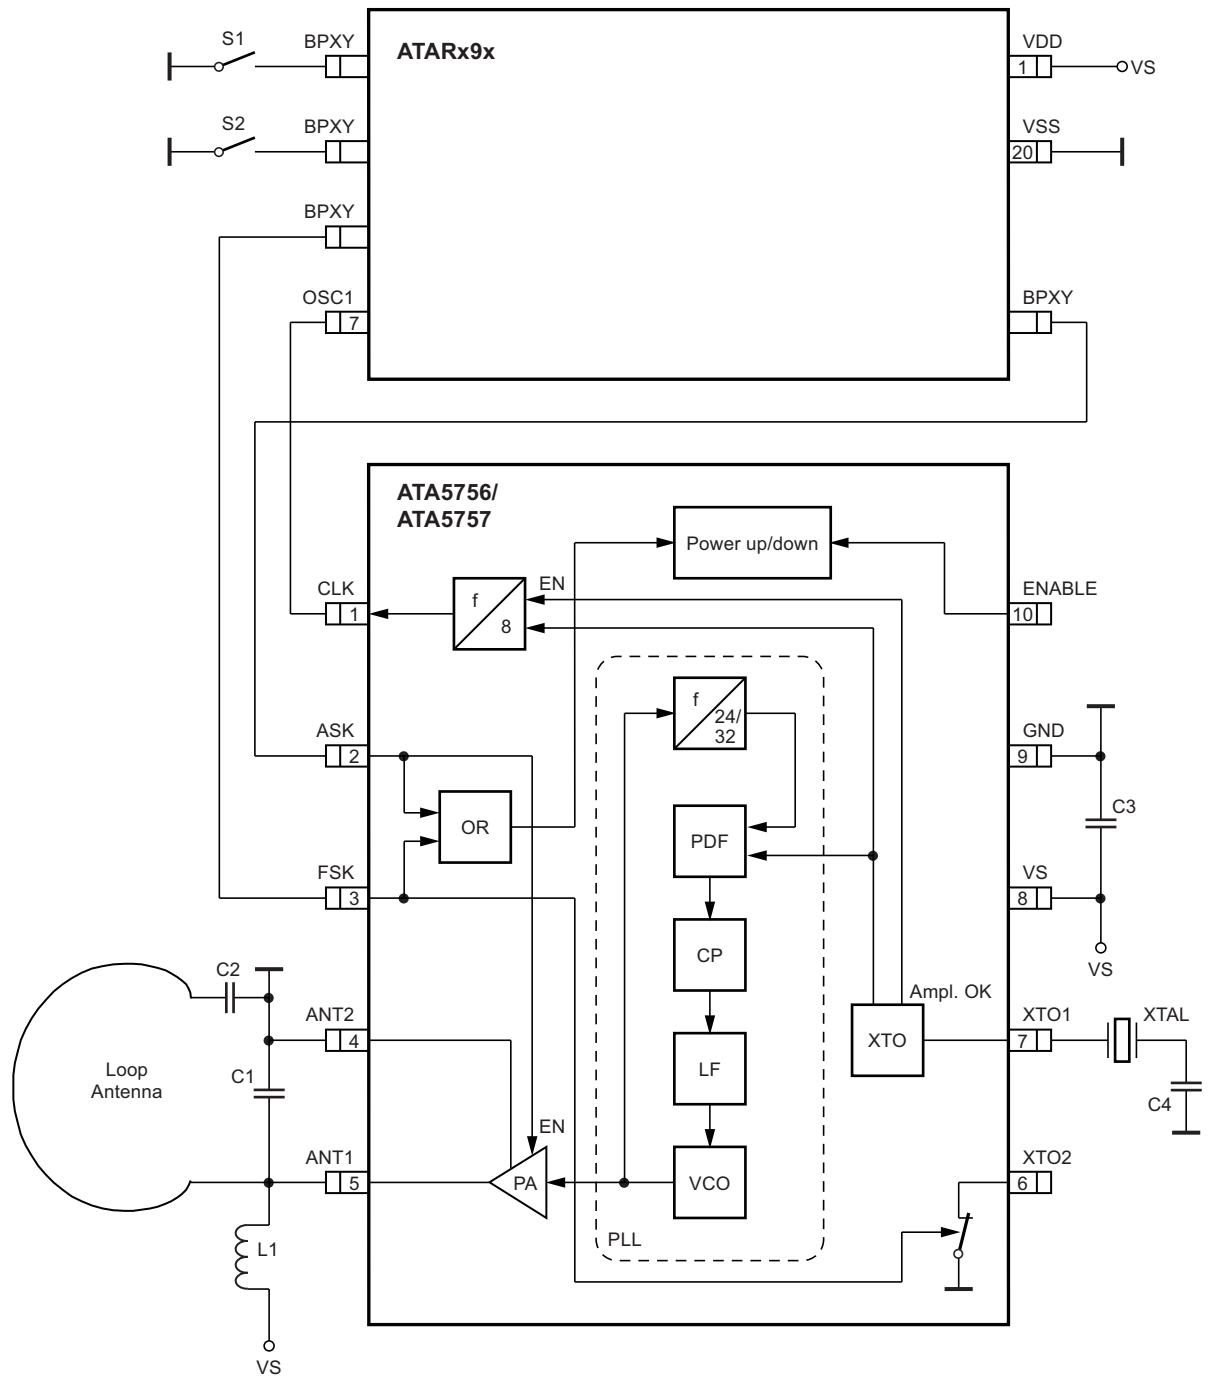 S1
BPXY
ATARx9x
VDD
1
VS
S2
BPXY
VSS
20
BPXY
OSC1
7
BPXY
ATA5756/
ATA5757
Power up/down
CLK
1
f
8
EN
ENABLE
10
f
24/
32
ASK
2
GND
9
C3
OR
PDF
FSK
3
VS
8
CP
VS
C2
Ampl. OK
ANT2
4
XTO
XTO1
7
XTAL
Loop
Antenna
C1
LF
C4
EN
ANT1
5
PA
VCO
XTO2
6
L1
PLL
VS